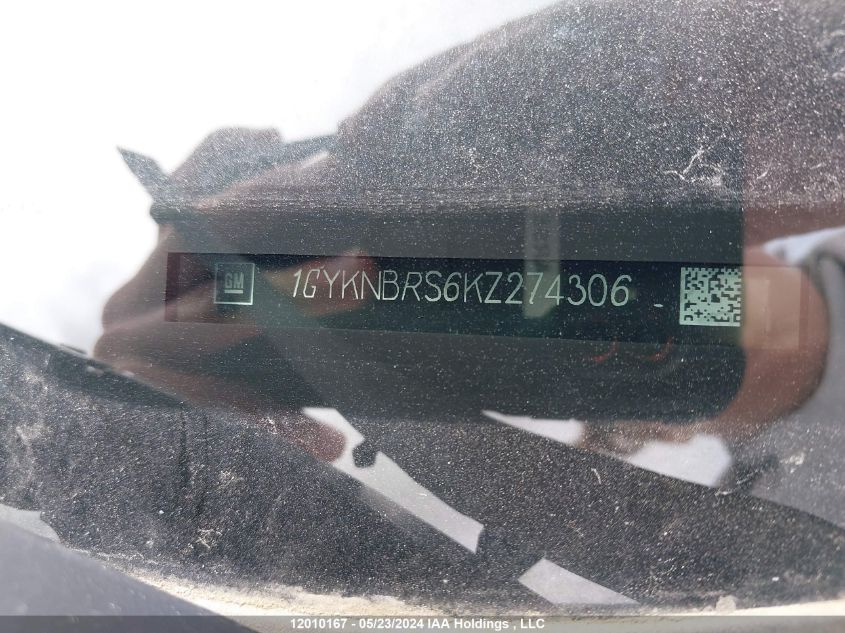 GM 1GYKNBRS6KZ274306
12010167 - 05/23/2024 IAA Holdings , LLC